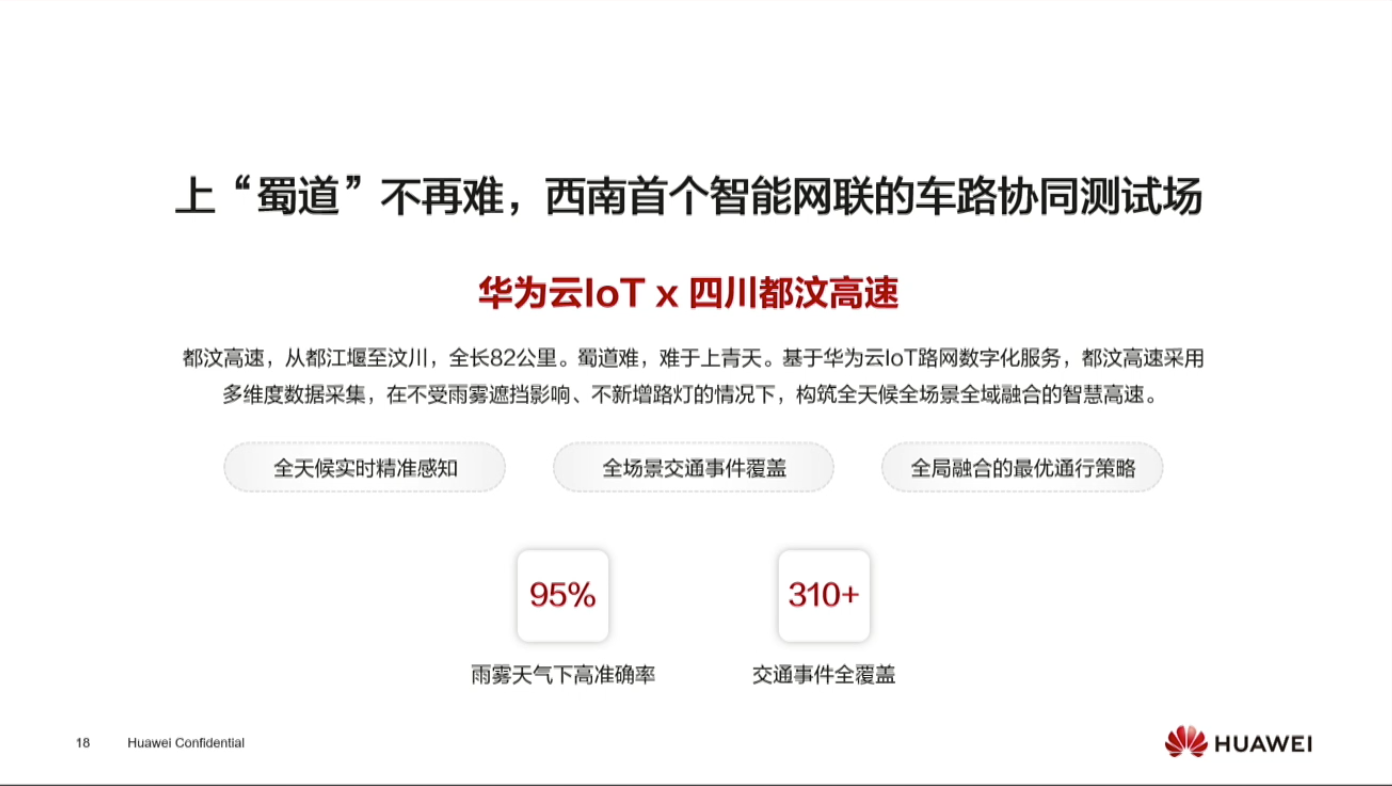 上“蜀道”不再难，西南首个智能网联的车路协同测试场
华为云IoT x 四川都汶高速
都汶高速，从都江堰至汶川，全长82公里。蜀道难，难于上青天。基于华为云IoT路网数字化服务，都汶高速采用
多维度数据采集，在不受雨雾遮挡影响、不新增路灯的情况下，构筑全天候全场景全域融合的智慧高速。
全天候实时精准感知
全场景交通事件覆盖
全局融合的最优通行策略
95%
310+
雨雾天气下高准确率
交通事件全覆盖
18
Huawei Confidential
HUAWEI